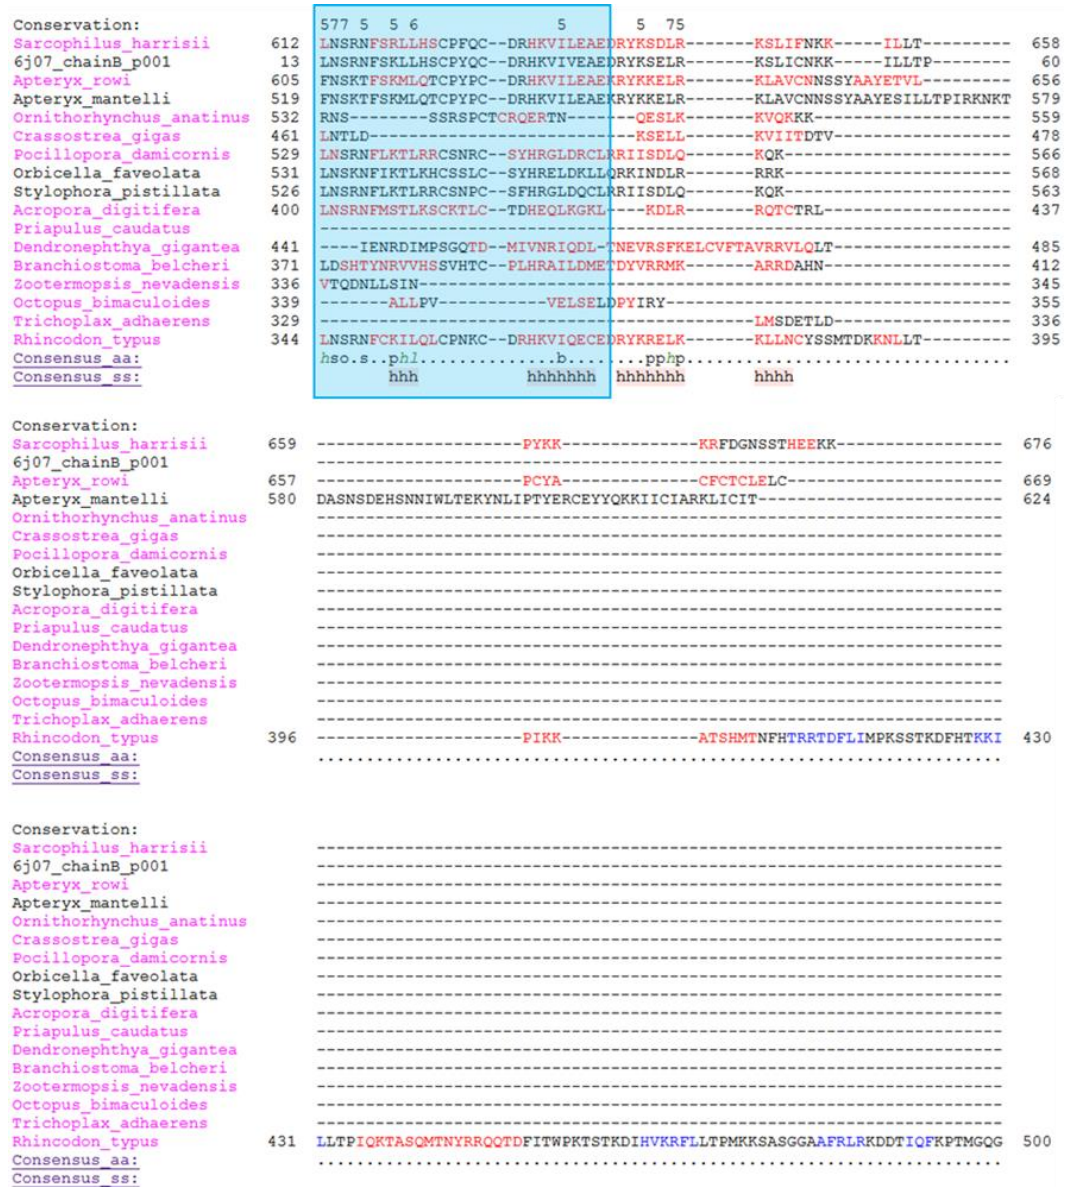 Conservation: 577 5  5 6              5       5  75
Sarcophilus_harrisii 612 LNSRNFSRLLHSCPFQC--DRHKVILEAEDRYKSDLR-------KSLIFNKK-----ILLT--------- 658
6j07_chainB_p001 13 LNSRNFSKLLHSCPYQC--DRHKVIVEAEDRYKSELR-------KSLICNKK-----ILLTP-------- 60
Apteryx_rowi 605 FNSKTFSKMLQTCPYPC--DRHKVILEAEKRYKKELR-------KLAVCNNSSYAAYETVL--------- 656
Apteryx_mantelli 519 FNSKTFSKMLQTCPYPC--DRHKVILEAEKRYKKELR-------KLAVCNNSSYAAYESILLTPIRKNKT 579
Ornithorhynchus_anatinus 532 RNS--------SSRSPCTCRQERTN-------QESLK-------KVQKKK-------------------- 559
Crassostrea_gigas 461 LNTLD---------------------------KSELL-------KVIITDTV------------------ 478
Pocillopora_damicornis 529 LNSRNFLKTLRRCSNRC--SYHRGLDRCLRRIISDLQ-------KQK----------------------- 566
Orbicella_faveolata 531 LNSKNFIKTLKHCSSLC--SYHRELDKLLQRKINDLR-------RRK----------------------- 568
Stylophora_pistillata 526 LNSRNFLKTLRRCSNPC--SFHRGLDQCLRRIISDLQ-------KQK----------------------- 563
Acropora_digitifera 400 LNSRNFMSTLKSCKTLC--TDHEQLKGKL----KDLR-------RQTCTRL------------------- 437
Priapulus_caudatus ----------------------------------------------------------------------
Dendronephthya_gigantea 441 ----IENRDIMPSGQTD--MIVNRIQDL-TNEVRSFKELCVFTAVRRVLQLT------------------ 485
Branchiostoma_belcheri 371 LDSHTYNRVVHSSVHTC--PLHRAILDMETDYVRRMK-------ARRDAHN------------------- 412
Zootermopsis_nevadensis 336 VTQDNLLSIN------------------------------------------------------------ 345
Octopus_bimaculoides 339 -------ALLPV-----------VELSELDPYIRY----------------------------------- 355
Trichoplax_adhaerens 329 --------------------------------------------LMSDETLD------------------ 336
Rhincodon_typus 344 LNSRNFCKILQLCPNKC--DRHKVIQECEDRYKRELK-------KLLNCYSSMTDKKNLLT--------- 395
Consensus_aa: hso.s..phl..............b........pphp.................................
Consensus_ss: hhh           hhhhhhh  hhhhhhh       hhhh
Conservation:
Sarcophilus_harrisii 659 ---------------------PYKK--------------KRFDGNSSTHEEKK----------------- 676
6j07_chainB_p001 ----------------------------------------------------------------------
Apteryx_rowi 657 ---------------------PCYA--------------CFCTCLELC---------------------- 669
Apteryx_mantelli 580 DASNSDEHSNNIWLTEKYNLIPTYERCEYYQKKIICIARKLICIT------------------------- 624
Ornithorhynchus_anatinus ----------------------------------------------------------------------
Crassostrea_gigas ----------------------------------------------------------------------
Pocillopora_damicornis ----------------------------------------------------------------------
Orbicella_faveolata ----------------------------------------------------------------------
Stylophora_pistillata ----------------------------------------------------------------------
Acropora_digitifera ----------------------------------------------------------------------
Priapulus_caudatus ----------------------------------------------------------------------
Dendronephthya_gigantea ----------------------------------------------------------------------
Branchiostoma_belcheri ----------------------------------------------------------------------
Zootermopsis_nevadensis ----------------------------------------------------------------------
Octopus_bimaculoides ----------------------------------------------------------------------
Trichoplax_adhaerens ----------------------------------------------------------------------
Rhincodon_typus 396 ---------------------PIKK--------------ATSHMTNFHTRRTDFLIMPKSSTKDFHTKKI 430
Consensus_aa: ......................................................................
Consensus_ss:
Conservation:
Sarcophilus_harrisii ----------------------------------------------------------------------
6j07_chainB_p001 ----------------------------------------------------------------------
Apteryx_rowi ----------------------------------------------------------------------
Apteryx_mantelli ----------------------------------------------------------------------
Ornithorhynchus_anatinus ----------------------------------------------------------------------
Crassostrea_gigas ----------------------------------------------------------------------
Pocillopora_damicornis ----------------------------------------------------------------------
Orbicella_faveolata ----------------------------------------------------------------------
Stylophora_pistillata ----------------------------------------------------------------------
Acropora_digitifera ----------------------------------------------------------------------
Priapulus_caudatus ----------------------------------------------------------------------
Dendronephthya_gigantea ----------------------------------------------------------------------
Branchiostoma_belcheri ----------------------------------------------------------------------
Zootermopsis_nevadensis ----------------------------------------------------------------------
Octopus_bimaculoides ----------------------------------------------------------------------
Trichoplax_adhaerens ----------------------------------------------------------------------
Rhincodon_typus 431 LLTPIQKTASQMTNYRRQQTDFITWPKTSTKDIHVKRFLLTPMKKSASGGAAFRLRKDDTIQFKPTMGQG 500
Consensus_aa: ......................................................................
Consensus_ss: